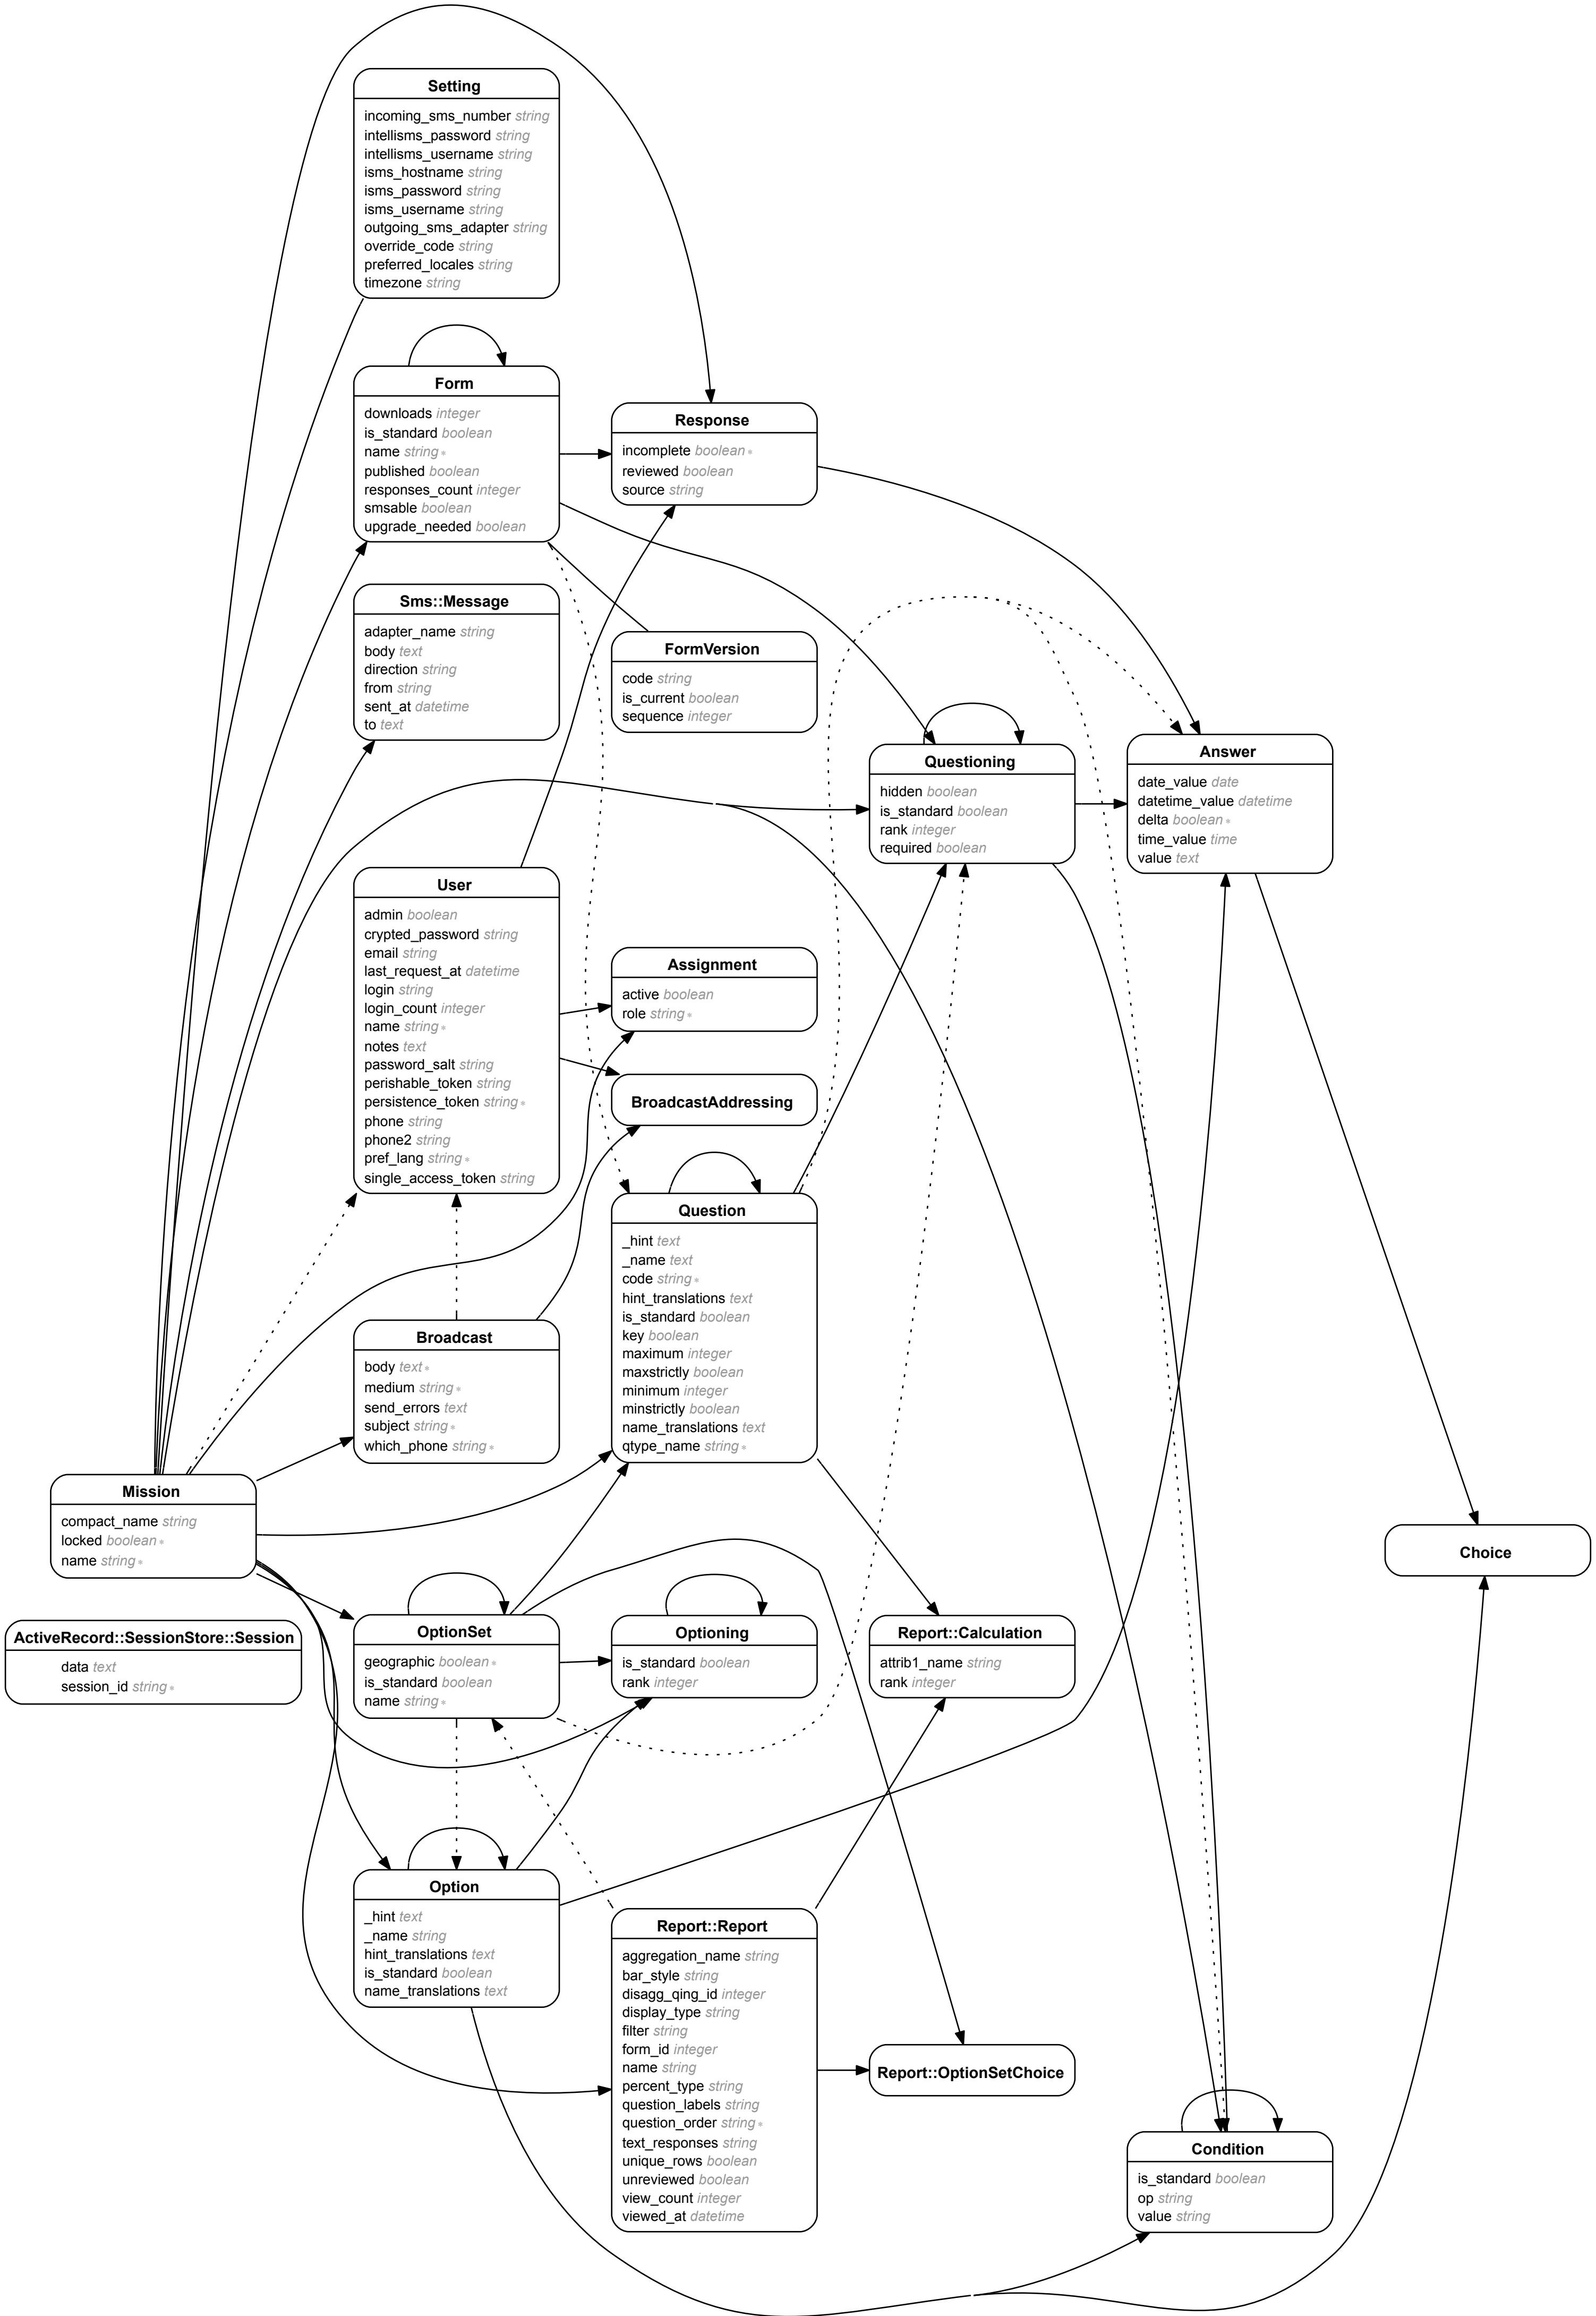 Setting
incoming_sms_number string
intellisms_password string
intellisms_username string
isms_hostname string
isms_password string
isms_username string
outgoing_sms_adapter string
override_code string
preferred_locales string
timezone string
Form
downloads integer
is_standard boolean
name string *
published boolean
responses_count integer
smsable boolean
upgrade_needed boolean
Response
incomplete boolean *
reviewed boolean
source string
Sms::Message
adapter_name string
body text
direction string
from string
sent_at datetime
to text
FormVersion
code string
is_current boolean
sequence integer
Questioning
hidden boolean
is_standard boolean
rank integer
required boolean
Answer
date_value date
datetime_value datetime
delta boolean *
time_value time
value text
User
admin boolean
crypted_password string
email string
last_request_at datetime
login string
login_count integer
name string *
notes text
password_salt string
perishable_token string
persistence_token string *
phone string
phone2 string
pref_lang string *
single_access_token string
Assignment
active boolean
role string *
BroadcastAddressing
Question
_hint text
_name text
code string *
hint_translations text
is_standard boolean
key boolean
maximum integer
maxstrictly boolean
minimum integer
minstrictly boolean
name_translations text
qtype_name string *
Broadcast
body text *
medium string *
send_errors text
subject string *
which_phone string *
Mission
compact_name string
locked boolean *
name string *
Choice
ActiveRecord::SessionStore::Session
data text
session_id string *
OptionSet
geographic boolean *
is_standard boolean
name string *
Optioning
is_standard boolean
rank integer
Report::Calculation
attrib1_name string
rank integer
Option
_hint text
_name string
hint_translations text
is_standard boolean
name_translations text
Report::Report
aggregation_name string
bar_style string
disagg_qing_id integer
display_type string
filter string
form_id integer
name string
percent_type string
question_labels string
question_order string *
text_responses string
unique_rows boolean
unreviewed boolean
view_count integer
viewed_at datetime
Report::OptionSetChoice
Condition
is_standard boolean
op string
value string